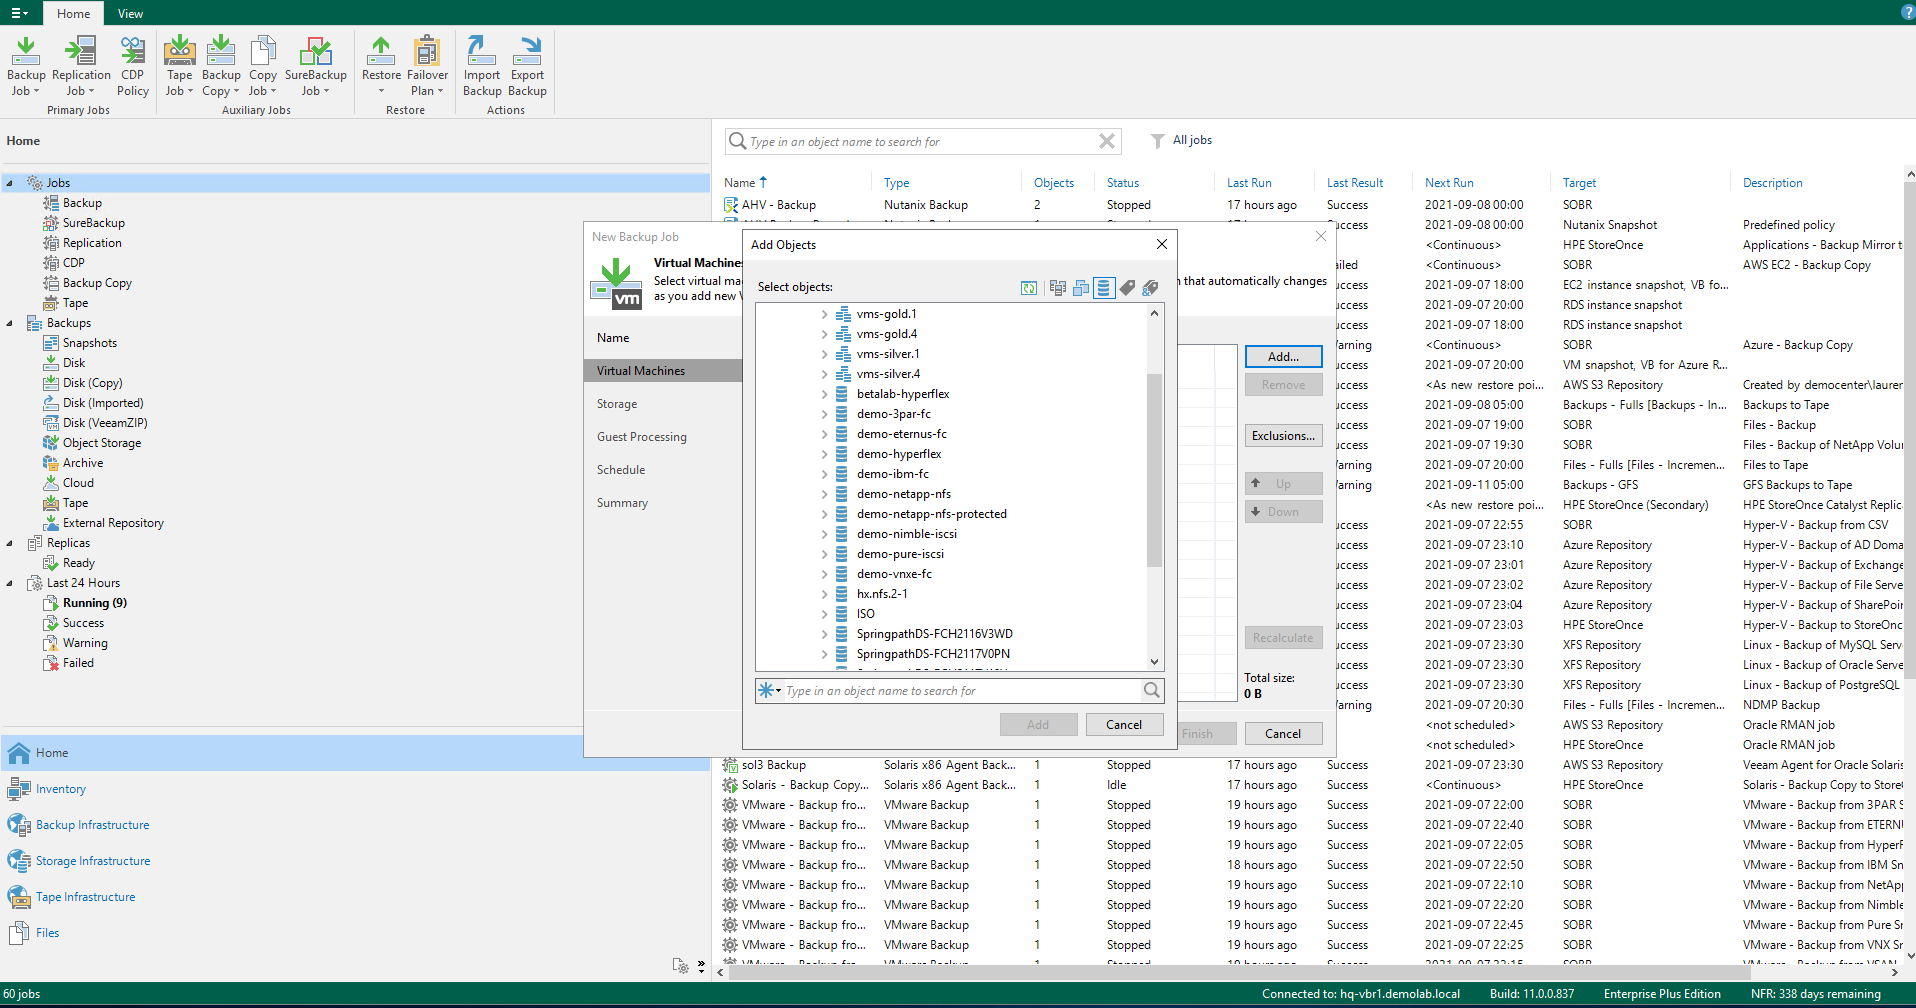 Home View
Backup Job
Replication Job
CDP Policy
Primary Jobs
Tape Job
Backup Copy
Copy Job
SureBackup Job
Auxiliary Jobs
Restore
Failover Plan
Restore
Import Backup
Export Backup
Actions
Home
Jobs
Backup
SureBackup
Replication
CDP
Backup Copy
Tape
Backups
Snapshots
Disk
Disk (Copy)
Disk (Imported)
Disk (VeeamZIP)
Object Storage
Archive
Cloud
Tape
External Repository
Replicas
Ready
Last 24 Hours
Running (9)
Success
Warning
Failed
Home
Inventory
Backup Infrastructure
Storage Infrastructure
Tape Infrastructure
Files
Type in an object name to search for
All jobs
Name Type Objects Status Last Run Last Result Next Run Target Description
AHV - Backup Nutanix Backup 2 Stopped 17 hours ago Success 2021-09-08 00:00 SOBR
2021-09-08 00:00 Nutanix Snapshot Predefined policy
<Continuous> HPE StoreOnce Applications - Backup Mirror t
ailed <Continuous> SOBR AWS EC2 - Backup Copy
uccess 2021-09-07 18:00 EC2 instance snapshot, VB fo...
uccess 2021-09-07 20:00 RDS instance snapshot
uccess 2021-09-07 18:00 RDS instance snapshot
arning <Continuous> SOBR Azure - Backup Copy
uccess 2021-09-07 20:00 VM snapshot, VB for Azure R...
uccess <As new restore poi... AWS S3 Repository Created by democenter\laure
uccess 2021-09-08 05:00 Backups - Fulls [Backups - In... Backups to Tape
uccess 2021-09-07 19:00 SOBR Files - Backup
uccess 2021-09-07 19:30 SOBR Files - Backup of NetApp Volu
arning 2021-09-07 20:00 Files - Fulls [Files - Incremen... Files to Tape
arning 2021-09-11 05:00 Backups - GFS GFS Backups to Tape
<As new restore poi... HPE StoreOnce (Secondary) HPE StoreOnce Catalyst Replic
uccess 2021-09-07 22:55 SOBR Hyper-V - Backup from CSV
uccess 2021-09-07 23:10 Azure Repository Hyper-V - Backup of AD Doma
uccess 2021-09-07 23:01 Azure Repository Hyper-V - Backup of Exchange
uccess 2021-09-07 23:02 Azure Repository Hyper-V - Backup of File Serve
uccess 2021-09-07 23:04 Azure Repository Hyper-V - Backup of SharePoin
uccess 2021-09-07 23:03 HPE StoreOnce Hyper-V - Backup to StoreOnc
uccess 2021-09-07 23:30 XFS Repository Linux - Backup of MySQL Serve
uccess 2021-09-07 23:30 XFS Repository Linux - Backup of Oracle Serve
uccess 2021-09-07 23:30 XFS Repository Linux - Backup of PostgreSQL
arning 2021-09-07 20:30 Files - Fulls [Files - Incremen... NDMP Backup
uccess <not scheduled> AWS S3 Repository Oracle RMAN job
uccess <not scheduled> HPE StoreOnce Oracle RMAN job
sol3 Backup Solaris x86 Agent Back... 1 Stopped 17 hours ago Success 2021-09-07 23:30 AWS S3 Repository Veeam Agent for Oracle Solaris
Solaris - Backup Copy... Solaris x86 Agent Back... 1 Idle 17 hours ago Success <Continuous> HPE StoreOnce Solaris - Backup Copy to Store
VMware - Backup fro... VMware Backup 1 Stopped 19 hours ago Success 2021-09-07 22:00 SOBR VMware - Backup from 3PAR S
VMware - Backup fro... VMware Backup 1 Stopped 19 hours ago Success 2021-09-07 22:40 SOBR VMware - Backup from ETERN
VMware - Backup fro... VMware Backup 1 Stopped 19 hours ago Success 2021-09-07 22:05 SOBR VMware - Backup from HyperF
VMware - Backup fro... VMware Backup 1 Stopped 18 hours ago Success 2021-09-07 22:50 SOBR VMware - Backup from IBM Sn
VMware - Backup fro... VMware Backup 1 Stopped 19 hours ago Success 2021-09-07 22:10 SOBR VMware - Backup from NetApp
VMware - Backup fro... VMware Backup 1 Stopped 19 hours ago Success 2021-09-07 22:20 SOBR VMware - Backup from Nimble
VMware - Backup fro... VMware Backup 1 Stopped 19 hours ago Success 2021-09-07 22:45 SOBR VMware - Backup from Pure Sn
VMware - Backup fro... VMware Backup 1 Stopped 19 hours ago Success 2021-09-07 22:25 SOBR VMware - Backup from VNX Sn
New Backup Job
Virtual Machine
Select virtual ma n that automatically changes
as you add new
vm
Name
Virtual Machines
Storage
Guest Processing
Schedule
Summary
Add...
Remove
Exclusions...
Up
Down
Recalculate
Total size:
0 B
Finish Cancel
Add Objects
Select objects:
vms-gold.1
vms-gold.4
vms-silver.1
vms-silver.4
betalab-hyperflex
demo-3par-fc
demo-eternus-fc
demo-hyperflex
demo-ibm-fc
demo-netapp-nfs
demo-netapp-nfs-protected
demo-nimble-iscsi
demo-pure-iscsi
demo-vnxe-fc
hx.nfs.2-1
ISO
SpringpathDS-FCH2116V3WD
SpringpathDS-FCH2117V0PN
Type in an object name to search for
Add Cancel
60 jobs
Connected to: hq-vbr1.demolab.local Build: 11.0.0.837 Enterprise Plus Edition NFR: 338 days remaining